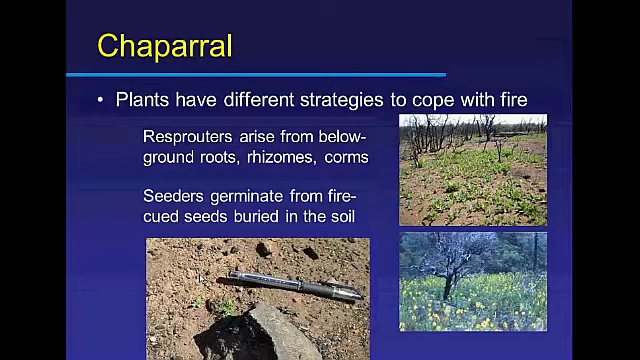 Chaparral
• Plants have different strategies to cope with fire
Resprouters arise from below-
ground roots, rhizomes, corms
Seeders germinate from fire-
cued seeds buried in the soil